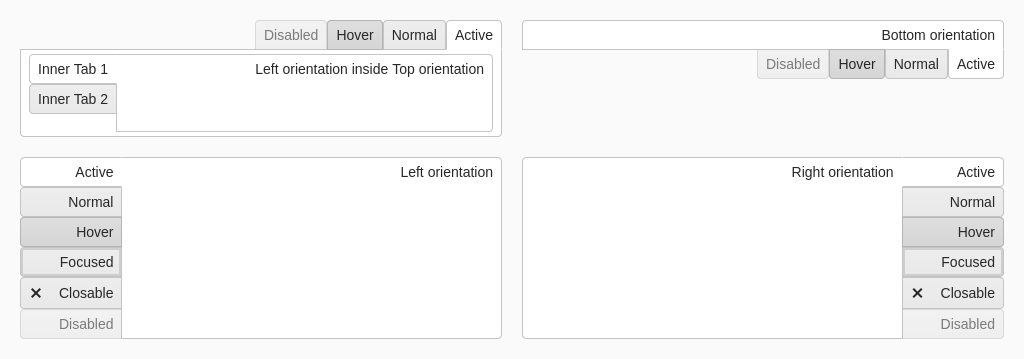 Disabled Hover Normal Active
Inner Tab 1 Left orientation inside Top orientation
Inner Tab 2
Bottom orientation
Disabled Hover Normal Active
Active Left orientation
Normal
Hover
Focused
✕ Closable
Disabled
Right orientation Active
Normal
Hover
Focused
✕ Closable
Disabled